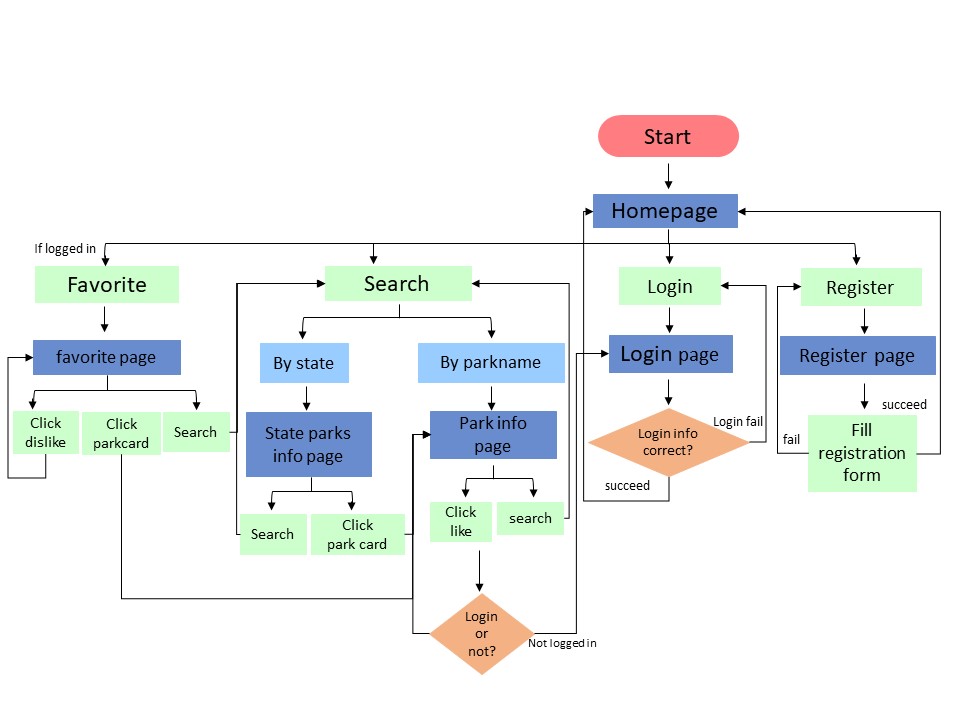 Start
Homepage
If logged in
Favorite
Search
Login
Register
favorite page
By state
By parkname
Login page
Register page
Click
dislike
Click
parkcard
Search
State parks
info page
Park info
page
Login info
correct?
Login fail
succeed
fail
Fill
registration
form
succeed
Search
Click
park card
Click
like
search
Login
or
not?
Not logged in